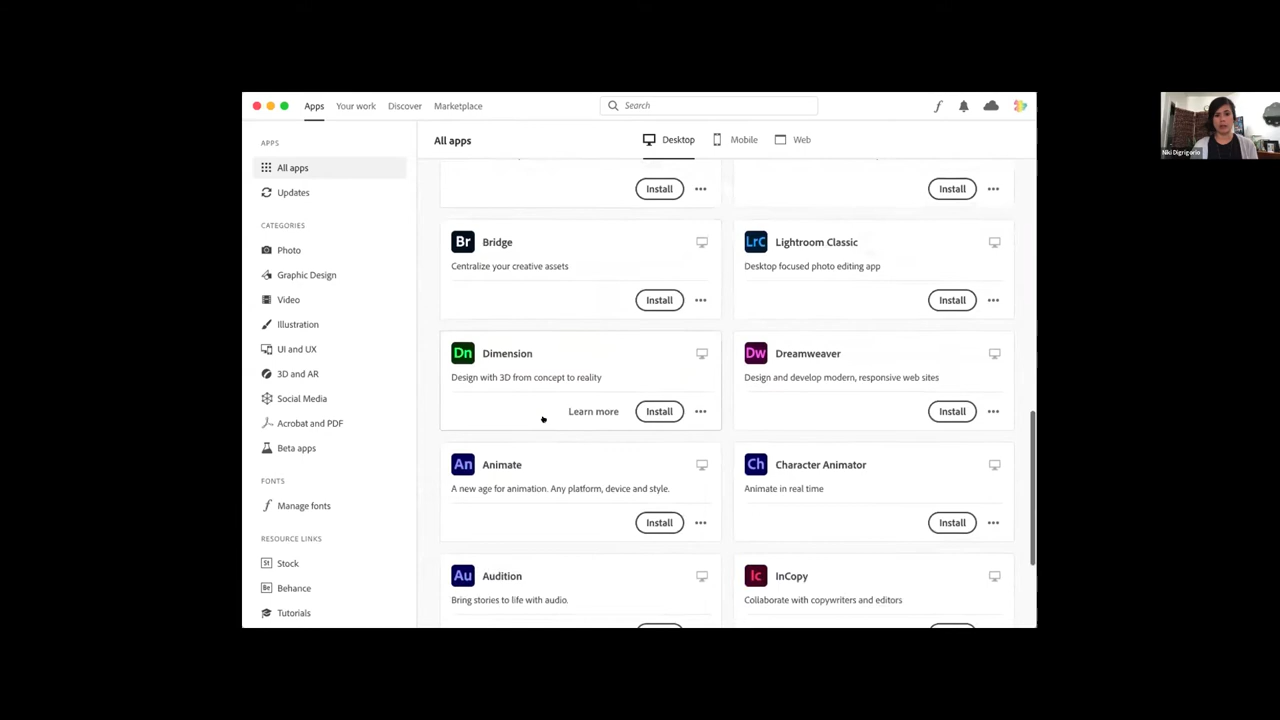 Apps
Your work
Discover
Marketplace
Search
APPS
All apps
Updates
CATEGORIES
Photo
Graphic Design
Video
Illustration
UI and UX
3D and AR
Social Media
Acrobat and PDF
Beta apps
FONTS
Manage fonts
RESOURCE LINKS
St Stock
Be Behance
Tutorials
All apps
Desktop
Mobile
Web
Install
Install
Br Bridge
Centralize your creative assets
Install
LrC Lightroom Classic
Desktop focused photo editing app
Install
Dn Dimension
Design with 3D from concept to reality
Learn more Install
Dw Dreamweaver
Design and develop modern, responsive web sites
Install
An Animate
A new age for animation. Any platform, device and style.
Install
Ch Character Animator
Animate in real time
Install
Au Audition
Bring stories to life with audio.
Ic InCopy
Collaborate with copywriters and editors
Niki Digrigorio